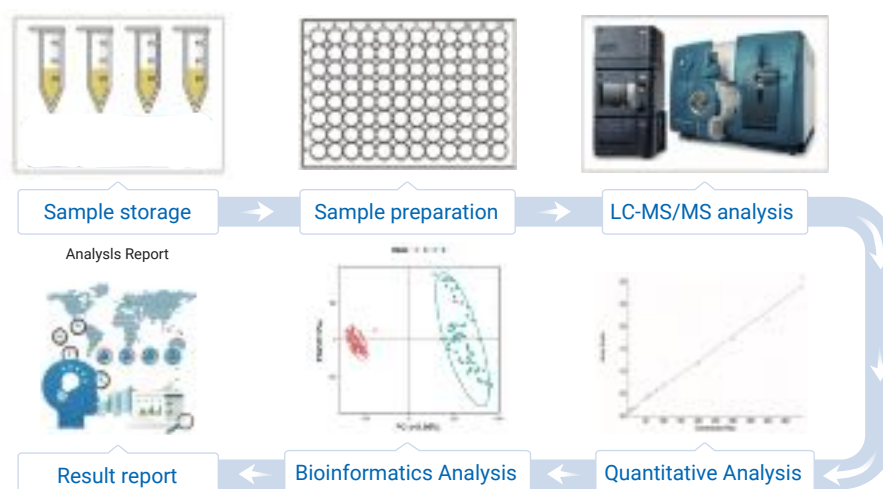 Sample storage
Sample preparation
LC-MS/MS analysis
Analysls Report
Result report
Bioinformatics Analysis
Quantitative Analysis